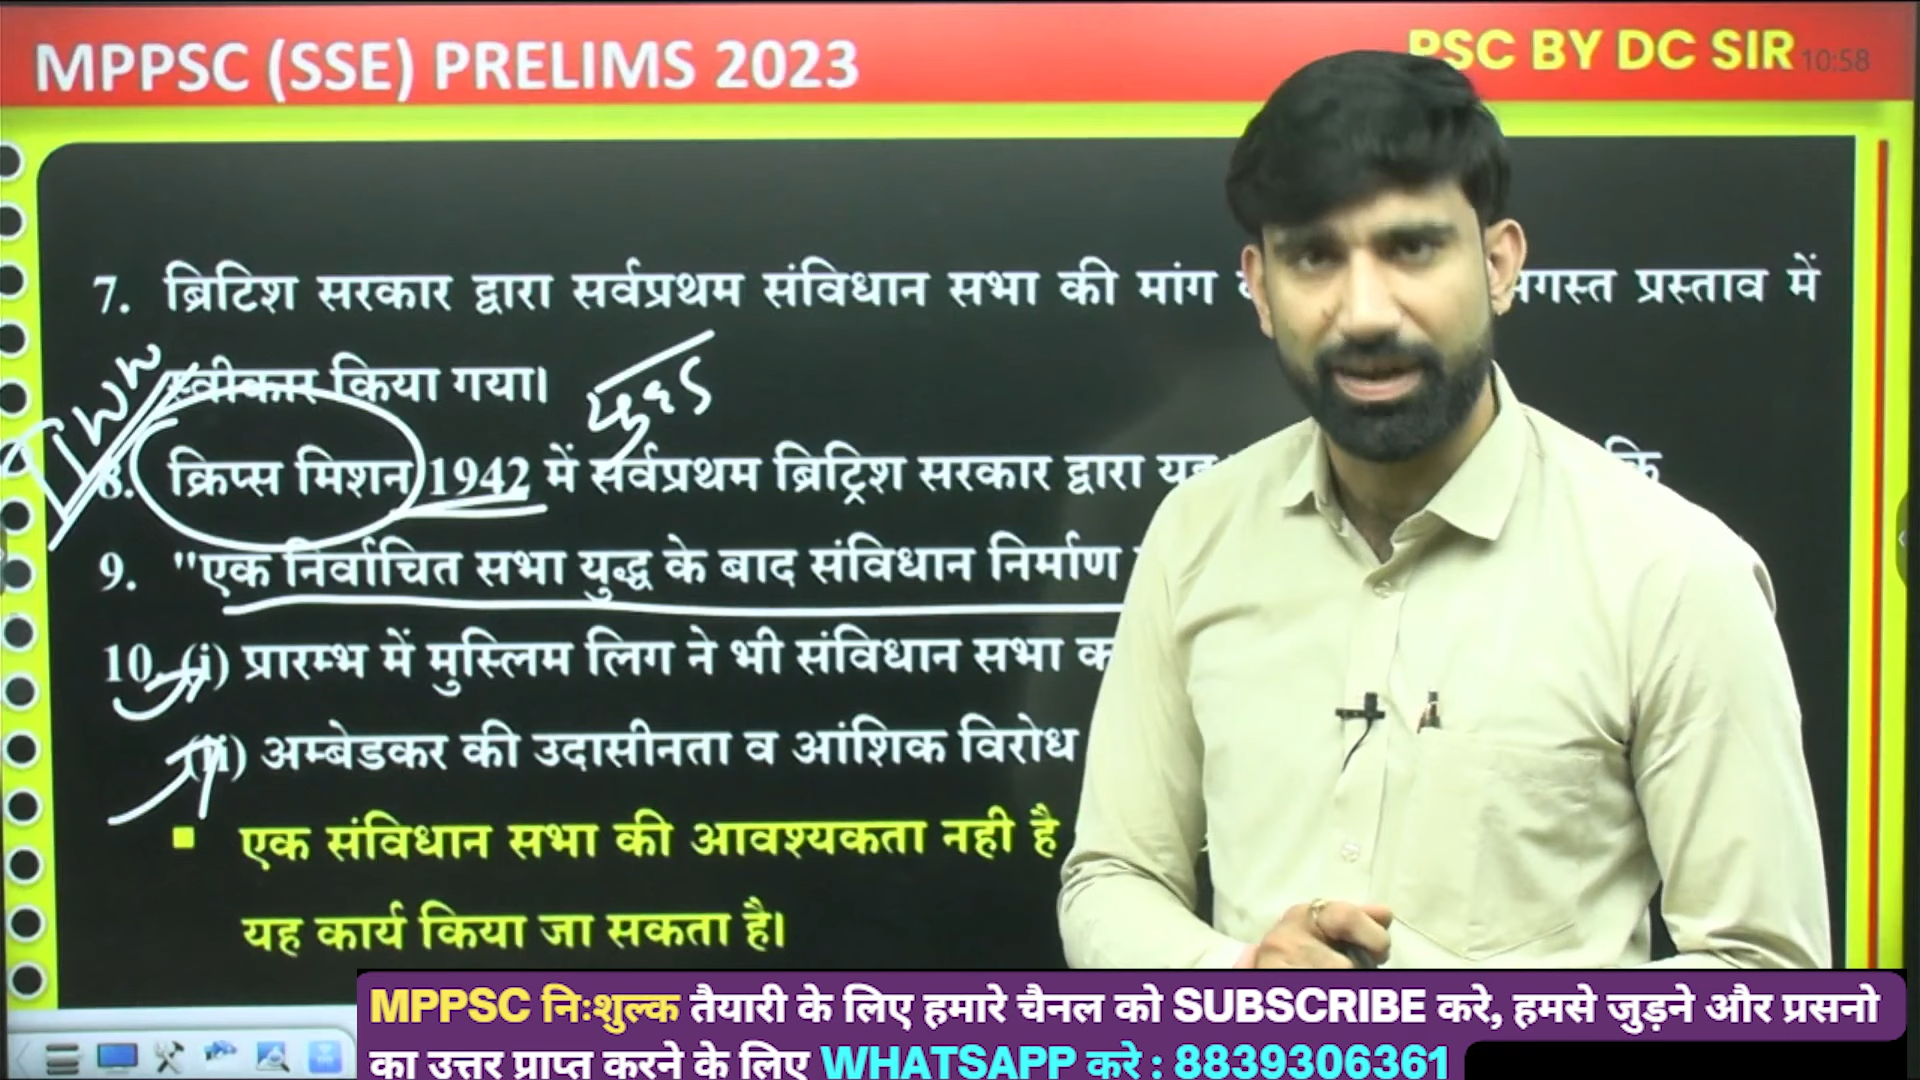 MPPSC (SSE) PRELIMS 2023
PSC BY DC SIR 10:58
7. ब्रिटिश सरकार द्वारा सर्वप्रथम संविधान सभा की मांग अगस्त प्रस्ताव में
स्वीकार किया गया।
8. क्रिप्स मिशन 1942 में सर्वप्रथम ब्रिट्रिश सरकार द्वारा यह कि
9. "एक निर्वाचित सभा युद्ध के बाद संविधान निर्माण
10. (i) प्रारम्भ में मुस्लिम लिग ने भी संविधान सभा का
(ii) अम्बेडकर की उदासीनता व आंशिक विरोध
एक संविधान सभा की आवश्यकता नही है
यह कार्य किया जा सकता है।
MPPSC नि:शुल्क तैयारी के लिए हमारे चैनल को SUBSCRIBE करे, हमसे जुड़ने और प्रसनो
का उत्तर प्राप्त करने के लिए WHATSAPP करे : 8839306361